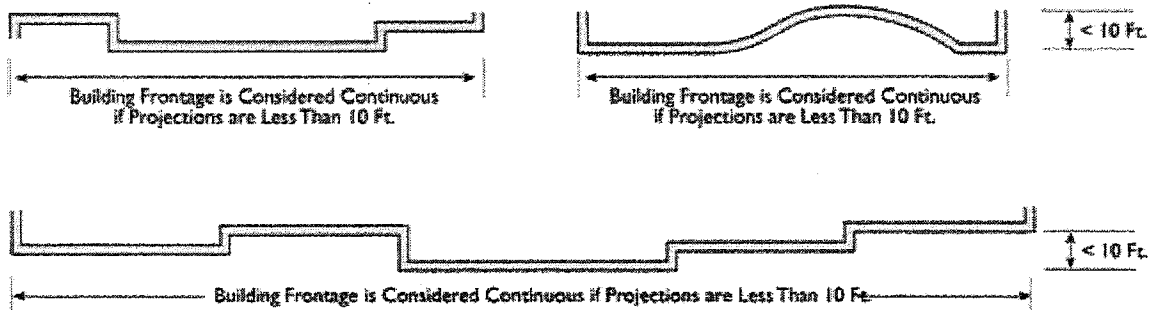 < 10 Ft.
Building Frontage is Considered Continuous
if Projections are Less Than 10 Ft.
Building Frontage is Considered Continuous
if Projections are Less Than 10 Ft.
< 10 Ft.
Building Frontage is Considered Continuous if Projections are Less Than 10 Ft.